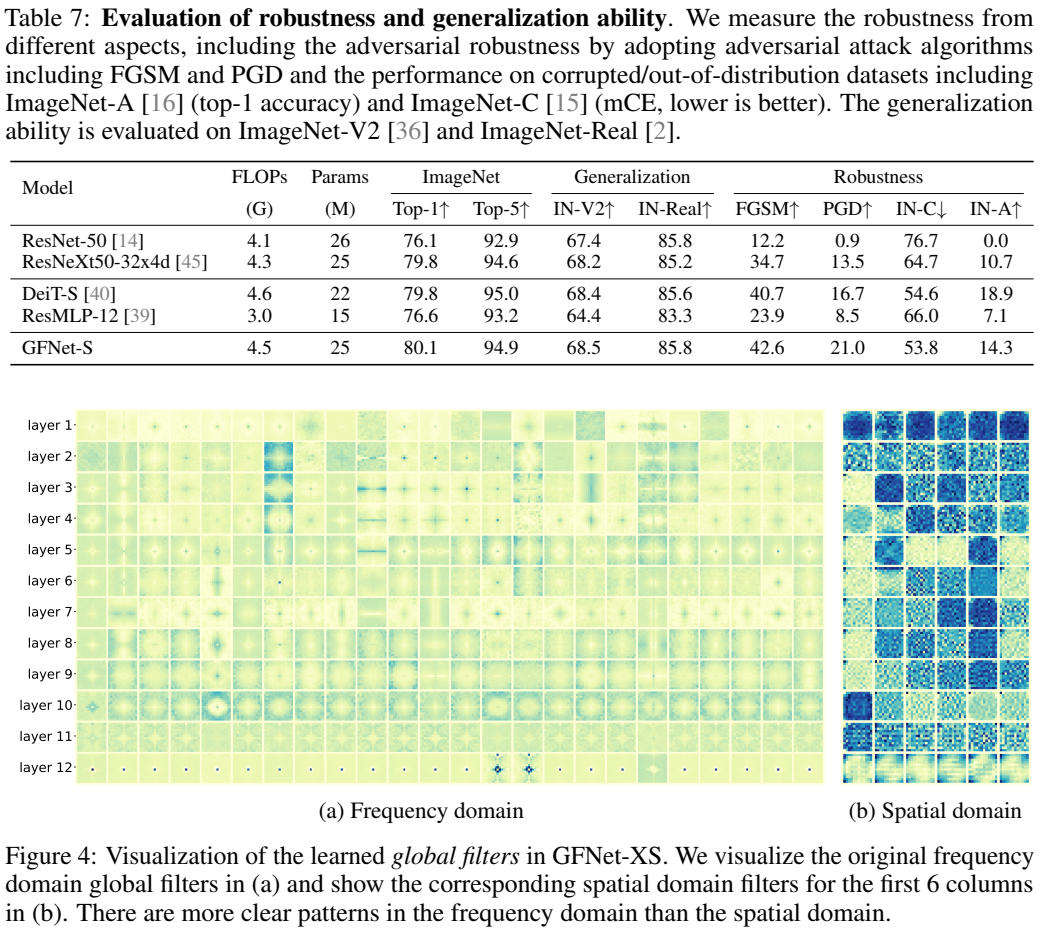 Table 7: Evaluation of robustness and generalization ability. We measure the robustness from
different aspects, including the adversarial robustness by adopting adversarial attack algorithms
including FGSM and PGD and the performance on corrupted/out-of-distribution datasets including
ImageNet-A [16] (top-1 accuracy) and ImageNet-C [15] (mCE, lower is better). The generalization
ability is evaluated on ImageNet-V2 [36] and ImageNet-Real [2].
Model FLOPs Params ImageNet Generalization Robustness
(G) (M) Top-1↑ Top-5↑ IN-V2↑ IN-Real↑ FGSM↑ PGD↑ IN-C↓ IN-A↑
ResNet-50 [14] 4.1 26 76.1 92.9 67.4 85.8 12.2 0.9 76.7 0.0
ResNeXt50-32x4d [45] 4.3 25 79.8 94.6 68.2 85.2 34.7 13.5 64.7 10.7
DeiT-S [40] 4.6 22 79.8 95.0 68.4 85.6 40.7 16.7 54.6 18.9
ResMLP-12 [39] 3.0 15 76.6 93.2 64.4 83.3 23.9 8.5 66.0 7.1
GFNet-S 4.5 25 80.1 94.9 68.5 85.8 42.6 21.0 53.8 14.3
layer 1
layer 2
layer 3
layer 4
layer 5
layer 6
layer 7
layer 8
layer 9
layer 10
layer 11
layer 12
(a) Frequency domain
(b) Spatial domain
Figure 4: Visualization of the learned global filters in GFNet-XS. We visualize the original frequency
domain global filters in (a) and show the corresponding spatial domain filters for the first 6 columns
in (b). There are more clear patterns in the frequency domain than the spatial domain.